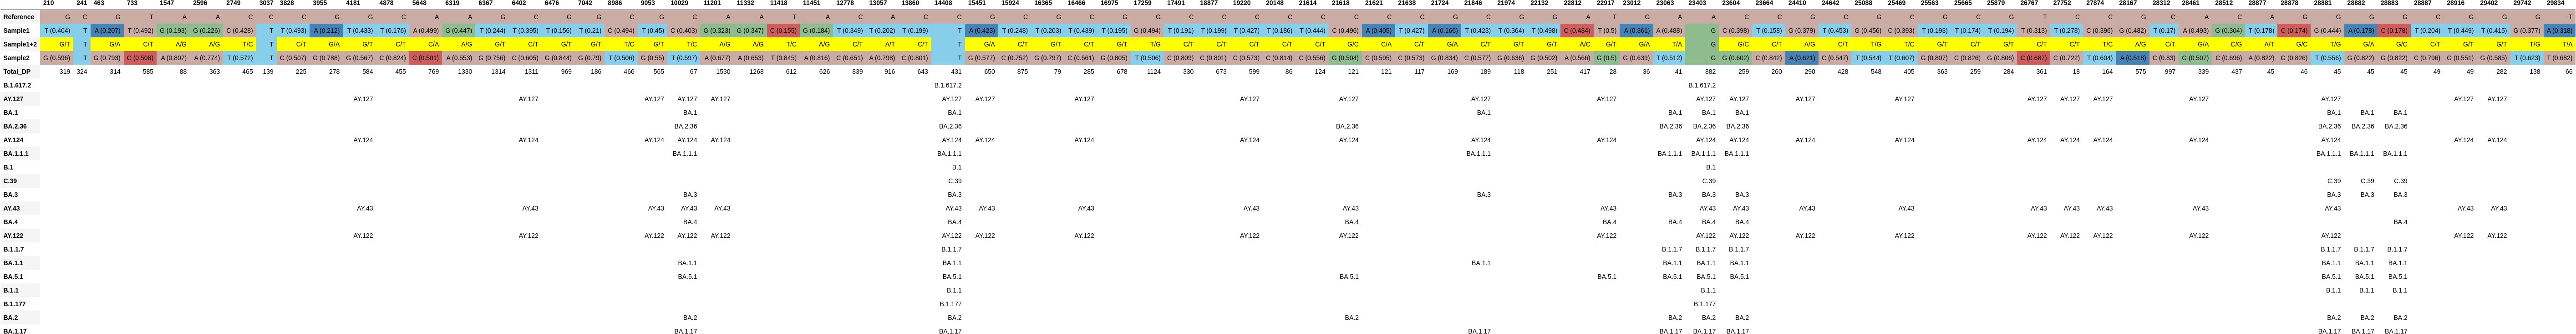 210 241 463 733 1547 2596 2749 3037 3828 3955 4181 4878 5648 6319 6367 6402 6476 7042 8986 9053 10029 11201 11332 11418 11451 12778 13057 13860 14408 15451 15924 16365 16466 16975 17259 17491 18877 19220 20148 21614 21618 21621 21638 21724 21846 21974 22132 22812 22917 23012 23063 23403 23604 23664 24410 24642 25088 25469 25563 25665 25879 26767 27752 27874 28167 28312 28461 28512 28877 28878 28881 28882 28883 28887 28916 29402 29742 29834
Reference G C G T A A C C C G G C A A G C G G C G C A A T A C A C
Sample1 T (0.404) T A (0.207) T (0.492) G (0.193) G (0.226) C (0.428) T T (0.493) A (0.212) T (0.433) T (0.176) A (0.499) G (0.447) T (0.244) T (0.395) T (0.156) T (0.21) C (0.494) T (0.45) C (0.403) G (0.323) G (0.347) C (0.155) G (0.184) T (0.349) T (0.202) T (0.199) T A (0.423) T (0.248) T (0.203) T (0.439) T (0.195) G (0.494) T (0.191) T (0.199) T (0.427) T (0.186) T (0.444) C (0.496) A (0.405) T (0.427) A (0.166) T (0.423) T (0.364) T (0.498) C (0.434) T (0.5) A (0.361) A (0.488) G C (0.398) T (0.158) G (0.379) T (0.453) G (0.456) C (0.393) T (0.193) T (0.174) T (0.194) T (0.313) T (0.278) C (0.396) G (0.482) T (0.17) A (0.493) G (0.304) T (0.178) C (0.174) G (0.444) A (0.178) C (0.178) T (0.204) T (0.449) T (0.415) G (0.377) A (0.318)
Sample1+2 G/T T G/A C/T A/G A/G T/C T C/T G/A G/T C/T C/A A/G G/T C/T G/T G/T T/C G/T T/C A/G A/G T/C A/G C/T A/T C/T T G/A C/T G/T C/T G/T T/G C/T C/T C/T C/T C/T G/C C/A C/T G/A C/T G/T G/T A/C G/T G/A T/A G G/C C/T A/G C/T T/G T/C G/T C/T G/T C/T C/T T/C A/G C/T G/A G/A C/T G/C T/G G/A G/C C/T G/T G/T T/G T/A
Sample2 G (0.596) T G (0.793) C (0.508) A (0.807) A (0.774) T (0.572) T C (0.507) G (0.788) G (0.567) C (0.824) C (0.501) A (0.553) G (0.756) C (0.605) G (0.844) G (0.79) T (0.506) G (0.55) T (0.597) A (0.677) A (0.653) T (0.845) A (0.816) C (0.651) A (0.798) C (0.801) T G (0.577) C (0.752) G (0.797) C (0.561) G (0.805) T (0.506) C (0.809) C (0.801) C (0.573) C (0.814) C (0.556) G (0.504) C (0.595) C (0.573) G (0.834) C (0.577) G (0.636) G (0.502) A (0.566) G (0.5) G (0.639) T (0.512) G G (0.602) C (0.842) A (0.621) C (0.547) T (0.544) T (0.607) G (0.807) C (0.826) G (0.806) C (0.687) C (0.722) T (0.604) A (0.518) C (0.83) G (0.507) C (0.696) A (0.822) G (0.826) T (0.556) G (0.822) G (0.822) C (0.796) G (0.551) G (0.585) T (0.623) T (0.682)
Total_DP 319 324 314 585 88 363 465 139 225 278 584 455 769 1330 1314 1311 969 186 466 565 67 1530 1268 612 626 839 916 643 431 650 875 79 285 678 1124 330 673 599 86 124 121 121 117 169 189 118 251 417 28 36 41 882 259 260 290 428 548 405 363 259 284 361 18 164 575 997 339 437 45 46 45 45 45 49 49 282 138 66
B.1.617.2 B.1.617.2 B.1.617.2
AY.127 AY.127 AY.127 AY.127 AY.127 AY.127 AY.127 AY.127 AY.127 AY.127 AY.127 AY.127 AY.127 AY.127 AY.127 AY.127 AY.127 AY.127 AY.127 AY.127 AY.127 AY.127 AY.127 AY.127
BA.1 BA.1 BA.1 BA.1 BA.1 BA.1 BA.1 BA.1 BA.1 BA.1
BA.2.36 BA.2.36 BA.2.36 BA.2.36 BA.2.36 BA.2.36 BA.2.36 BA.2.36 BA.2.36 BA.2.36
AY.124 AY.124 AY.124 AY.124 AY.124 AY.124 AY.124 AY.124 AY.124 AY.124 AY.124 AY.124 AY.124 AY.124 AY.124 AY.124 AY.124 AY.124 AY.124 AY.124 AY.124 AY.124 AY.124 AY.124
BA.1.1.1 BA.1.1.1 BA.1.1.1 BA.1.1.1 BA.1.1.1 BA.1.1.1 BA.1.1.1 BA.1.1.1 BA.1.1.1 BA.1.1.1
B.1 B.1 B.1
C.39 C.39 C.39 C.39 C.39 C.39
BA.3 BA.3 BA.3 BA.3 BA.3 BA.3 BA.3 BA.3 BA.3 BA.3
AY.43 AY.43 AY.43 AY.43 AY.43 AY.43 AY.43 AY.43 AY.43 AY.43 AY.43 AY.43 AY.43 AY.43 AY.43 AY.43 AY.43 AY.43 AY.43 AY.43 AY.43 AY.43 AY.43
BA.4 BA.4 BA.4 BA.4 BA.4 BA.4 BA.4 BA.4 BA.4
AY.122 AY.122 AY.122 AY.122 AY.122 AY.122 AY.122 AY.122 AY.122 AY.122 AY.122 AY.122 AY.122 AY.122 AY.122 AY.122 AY.122 AY.122 AY.122 AY.122 AY.122 AY.122 AY.122
B.1.1.7 B.1.1.7 B.1.1.7 B.1.1.7 B.1.1.7 B.1.1.7 B.1.1.7 B.1.1.7
BA.1.1 BA.1.1 BA.1.1 BA.1.1 BA.1.1 BA.1.1 BA.1.1 BA.1.1 BA.1.1 BA.1.1
BA.5.1 BA.5.1 BA.5.1 BA.5.1 BA.5.1 BA.5.1 BA.5.1 BA.5.1 BA.5.1 BA.5.1 BA.5.1
B.1.1 B.1.1 B.1.1 B.1.1 B.1.1 B.1.1
B.1.177 B.1.177 B.1.177
BA.2 BA.2 BA.2 BA.2 BA.2 BA.2 BA.2 BA.2 BA.2 BA.2
BA.1.17 BA.1.17 BA.1.17 BA.1.17 BA.1.17 BA.1.17 BA.1.17 BA.1.17 BA.1.17 BA.1.17